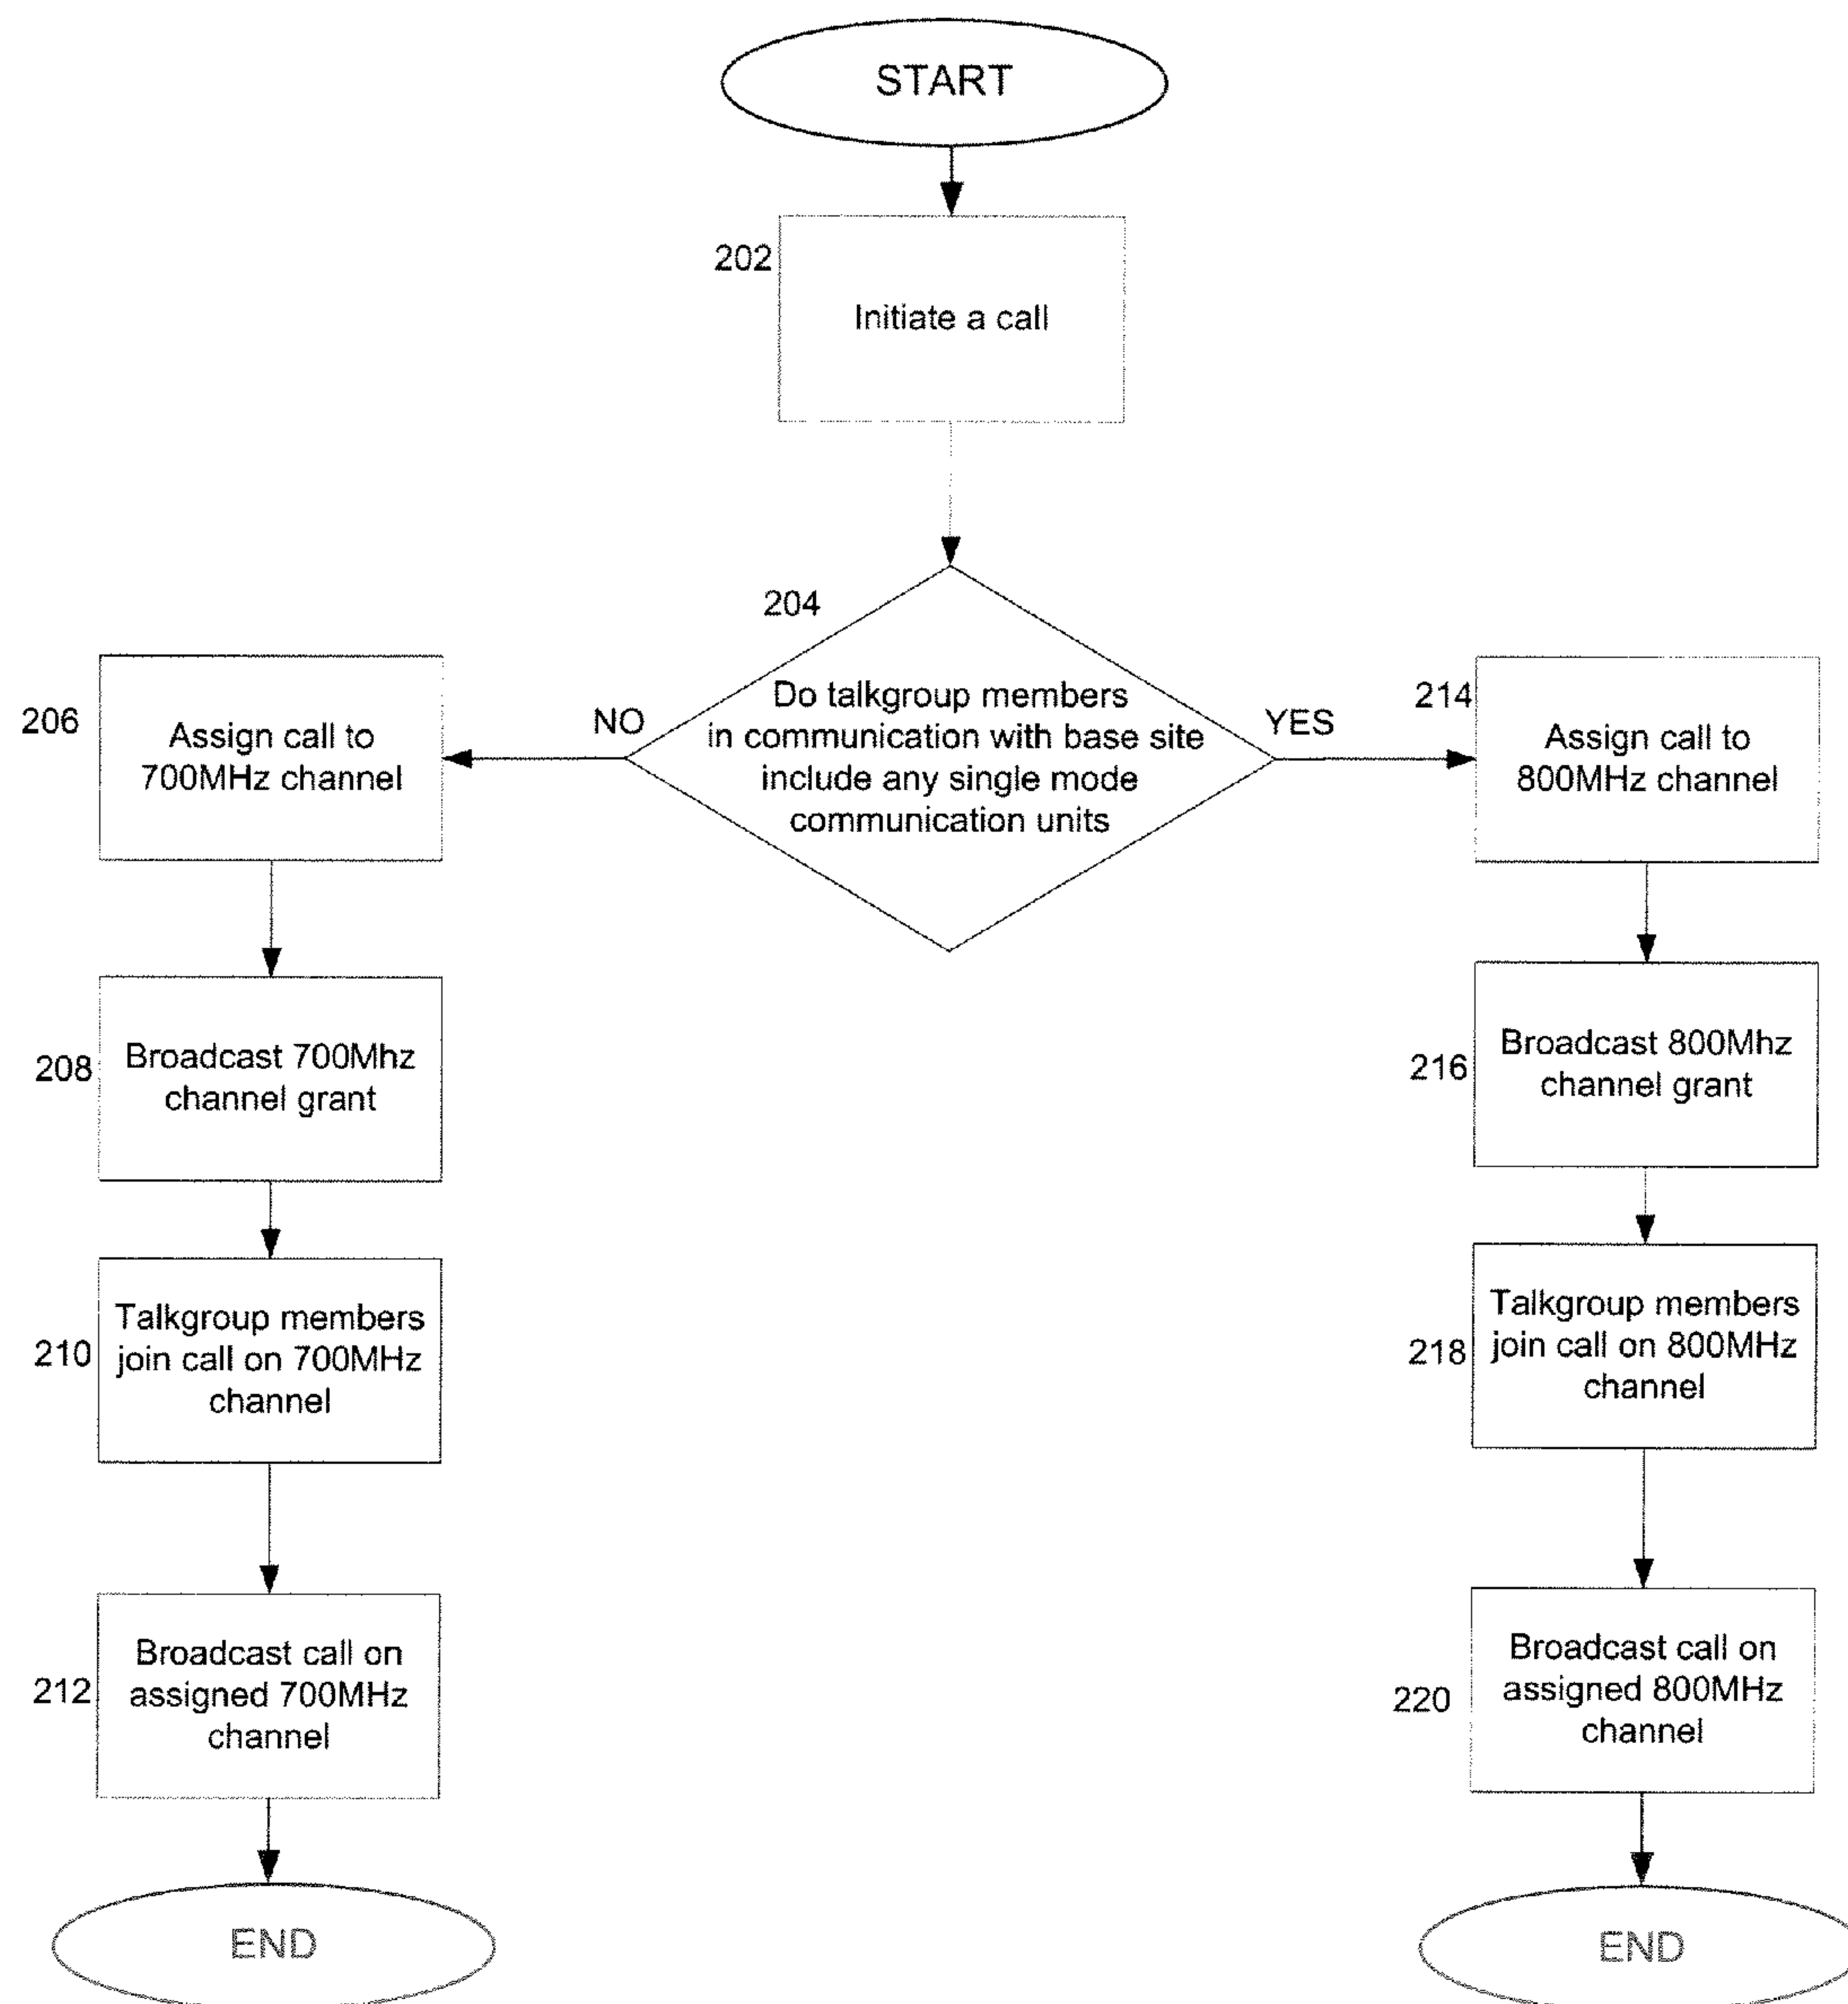 START
202
Initiate a call
204
Do talkgroup members
in communication with base site
include any single mode
communication units
NO
YES
206
Assign call to
700MHz channel
208
Broadcast 700Mhz
channel grant
210
Talkgroup members
join call on 700MHz
channel
212
Broadcast call on
assigned 700MHz
channel
END
214
Assign call to
800MHz channel
216
Broadcast 800Mhz
channel grant
218
Talkgroup members
join call on 800MHz
channel
220
Broadcast call on
assigned 800MHz
channel
END